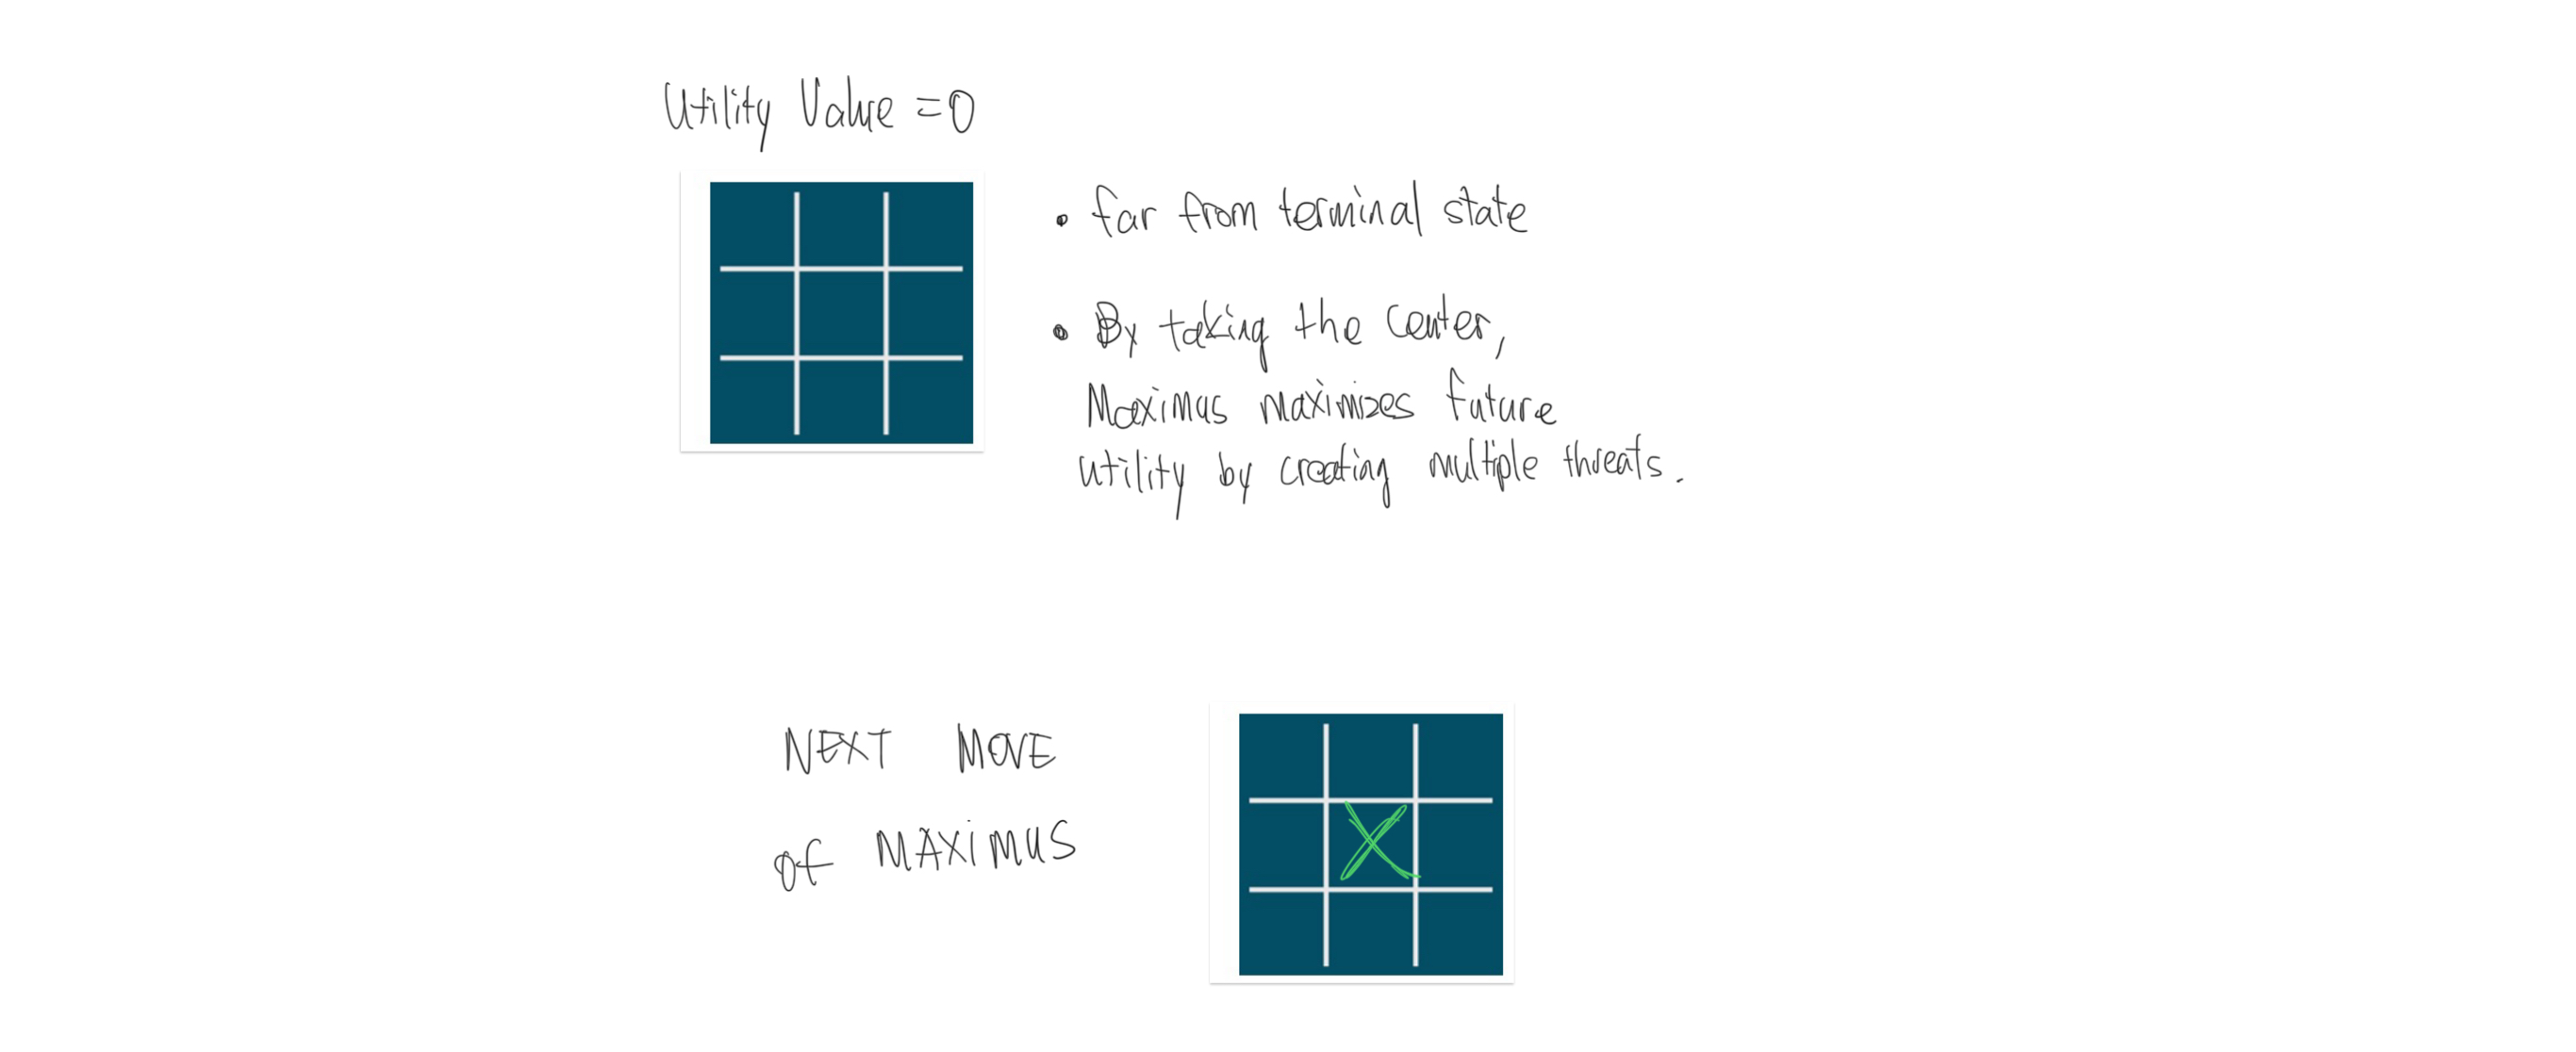 Utility Value = 0
• far from terminal state
• By taking the center,
Maximus maximizes future
utility by creating multiple threats.
NEXT MOVE
of MAXIMUS
X